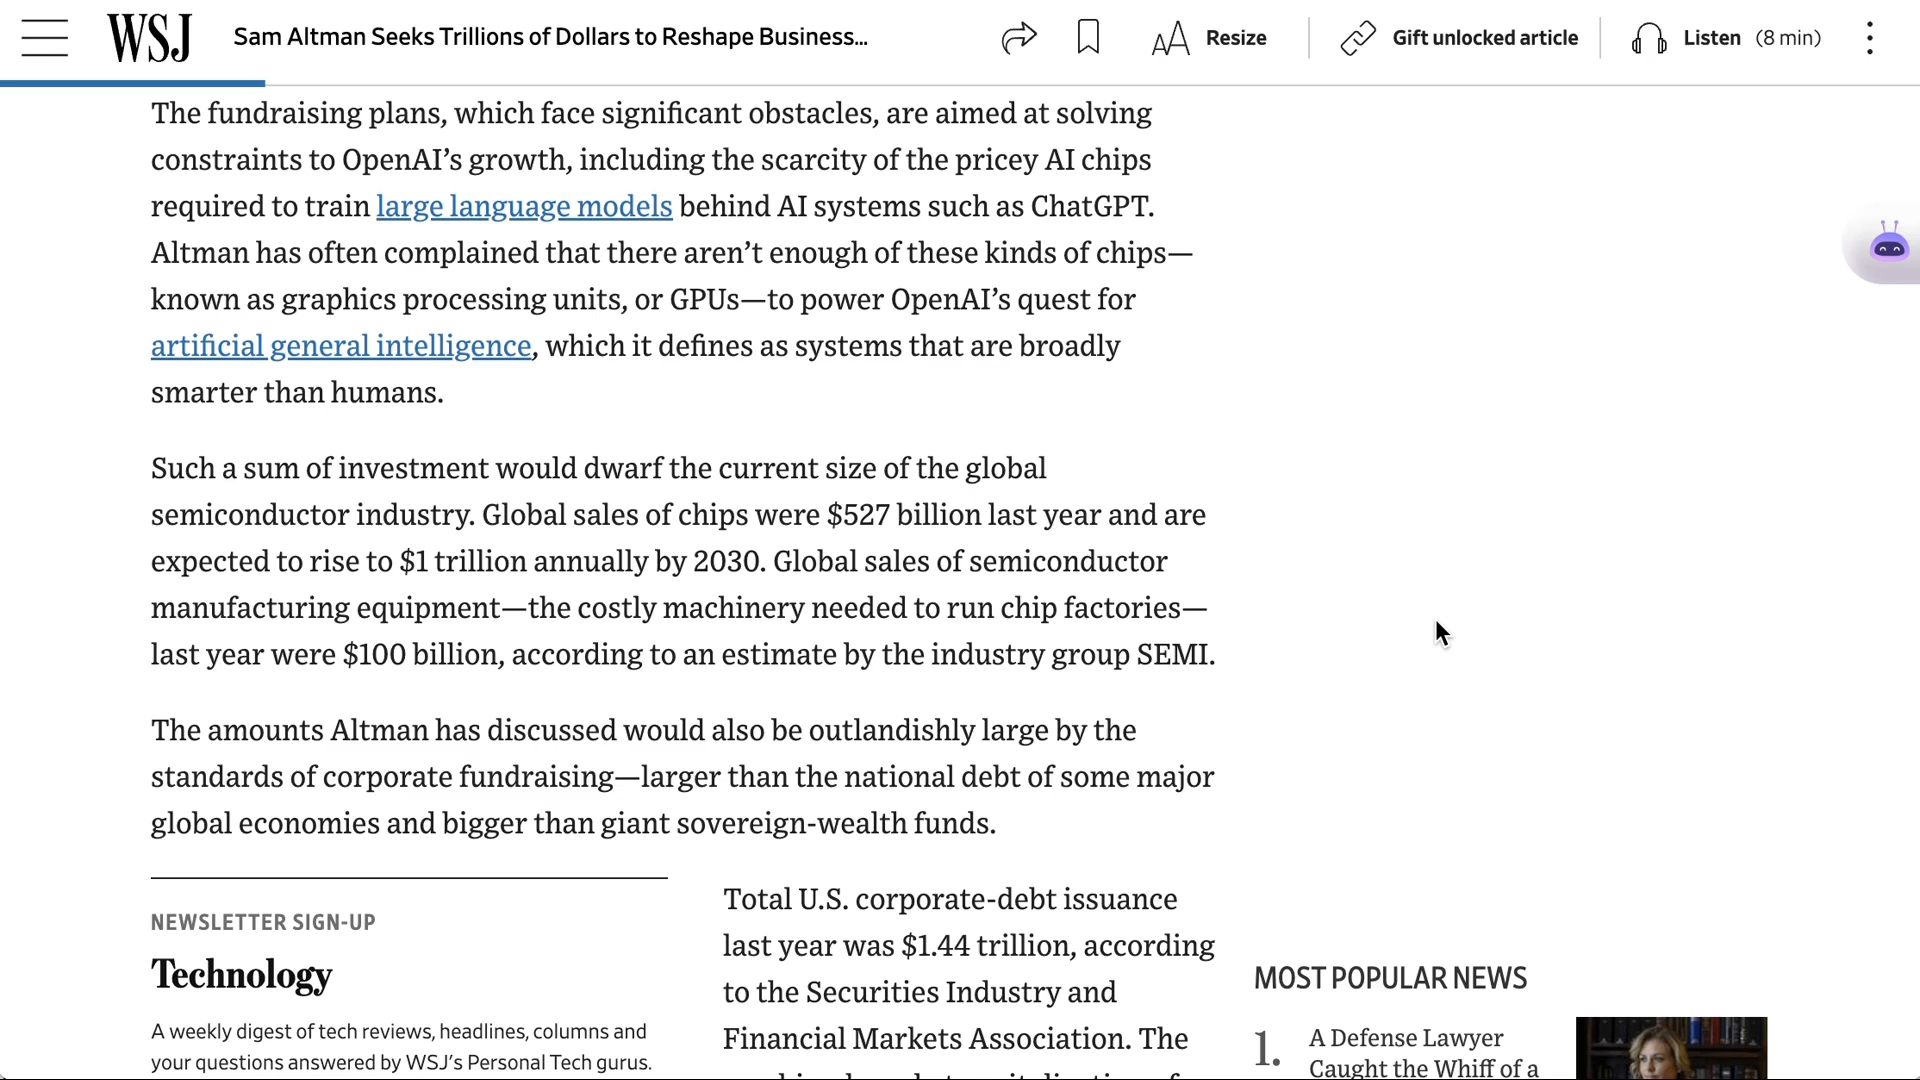 WSJ
Sam Altman Seeks Trillions of Dollars to Reshape Business...
Resize
Gift unlocked article
Listen (8 min)
The fundraising plans, which face significant obstacles, are aimed at solving
constraints to OpenAI’s growth, including the scarcity of the pricey AI chips
required to train large language models behind AI systems such as ChatGPT.
Altman has often complained that there aren’t enough of these kinds of chips—
known as graphics processing units, or GPUs—to power OpenAI’s quest for
artificial general intelligence, which it defines as systems that are broadly
smarter than humans.
Such a sum of investment would dwarf the current size of the global
semiconductor industry. Global sales of chips were $527 billion last year and are
expected to rise to $1 trillion annually by 2030. Global sales of semiconductor
manufacturing equipment—the costly machinery needed to run chip factories—
last year were $100 billion, according to an estimate by the industry group SEMI.
The amounts Altman has discussed would also be outlandishly large by the
standards of corporate fundraising—larger than the national debt of some major
global economies and bigger than giant sovereign-wealth funds.
NEWSLETTER SIGN-UP
Technology
A weekly digest of tech reviews, headlines, columns and
your questions answered by WSJ’s Personal Tech gurus.
Total U.S. corporate-debt issuance
last year was $1.44 trillion, according
to the Securities Industry and
Financial Markets Association. The
MOST POPULAR NEWS
1.
A Defense Lawyer
Caught the Whiff of a